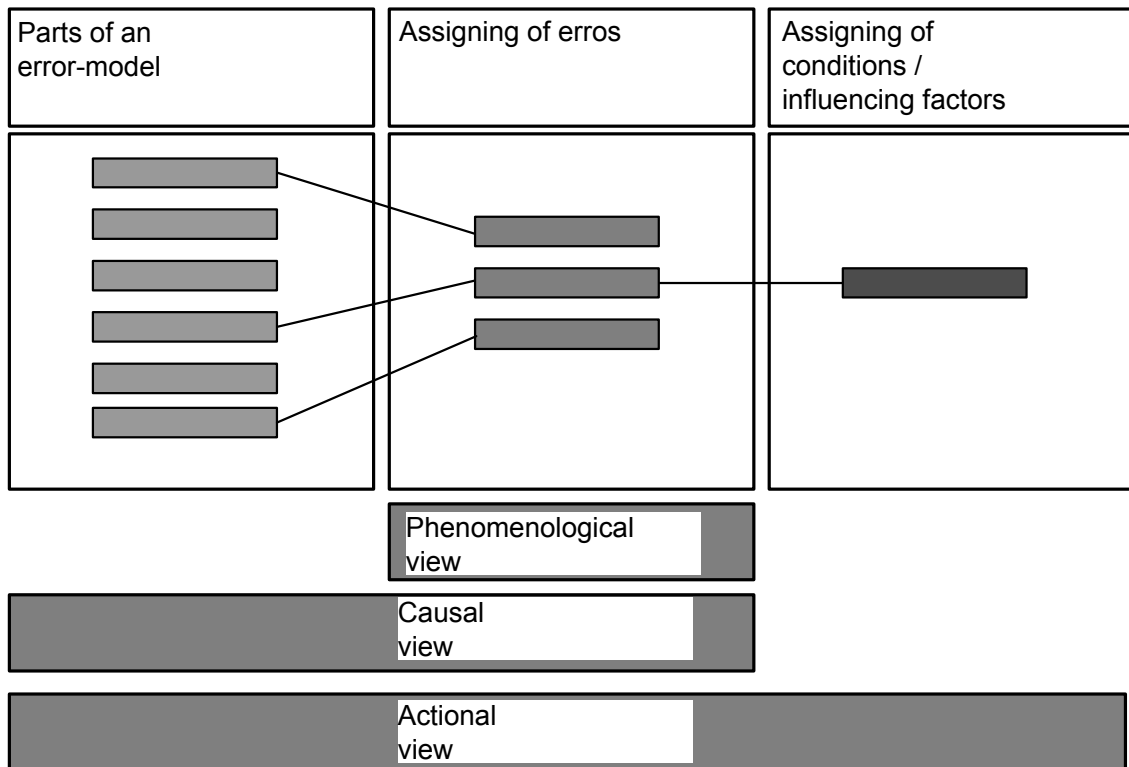 Parts of an
error-model
Assigning of erros
Assigning of
conditions /
influencing factors
Phenomenological
view
Causal
view
Actional
view